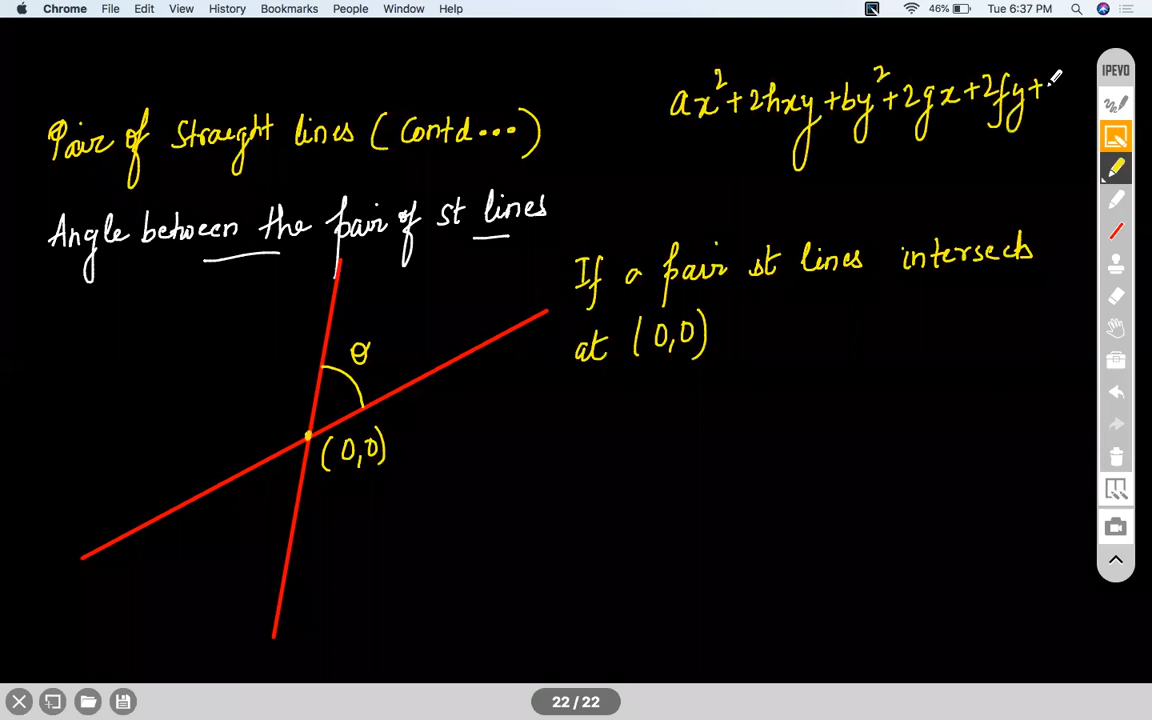 Chrome File Edit View History Bookmarks People Window Help 46% Tue 6:37 PM
IPEVO
ax²+2hxy+by²+2gx+2fy+
Pair of Straight lines (Contd...)
Angle between the pair of st lines
If a pair st lines intersects
at (0,0)
θ
(0,0)
22 / 22